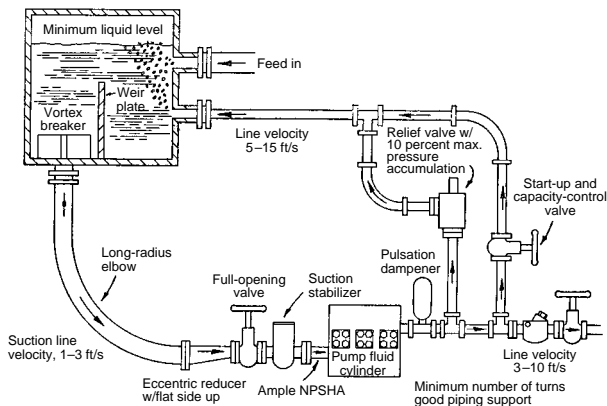 Minimum liquid level
Feed in
Weir
plate
Vortex
breaker
Line velocity
5–15 ft/s
Relief valve w/
10 percent max.
pressure
accumulation
Start-up and
capacity-control
valve
Long-radius
elbow
Full-opening
valve
Suction
stabilizer
Pulsation
dampener
Suction line
velocity, 1–3 ft/s
Pump fluid
cylinder
Line velocity
3–10 ft/s
Eccentric reducer
w/flat side up
Ample NPSHA
Minimum number of turns
good piping support